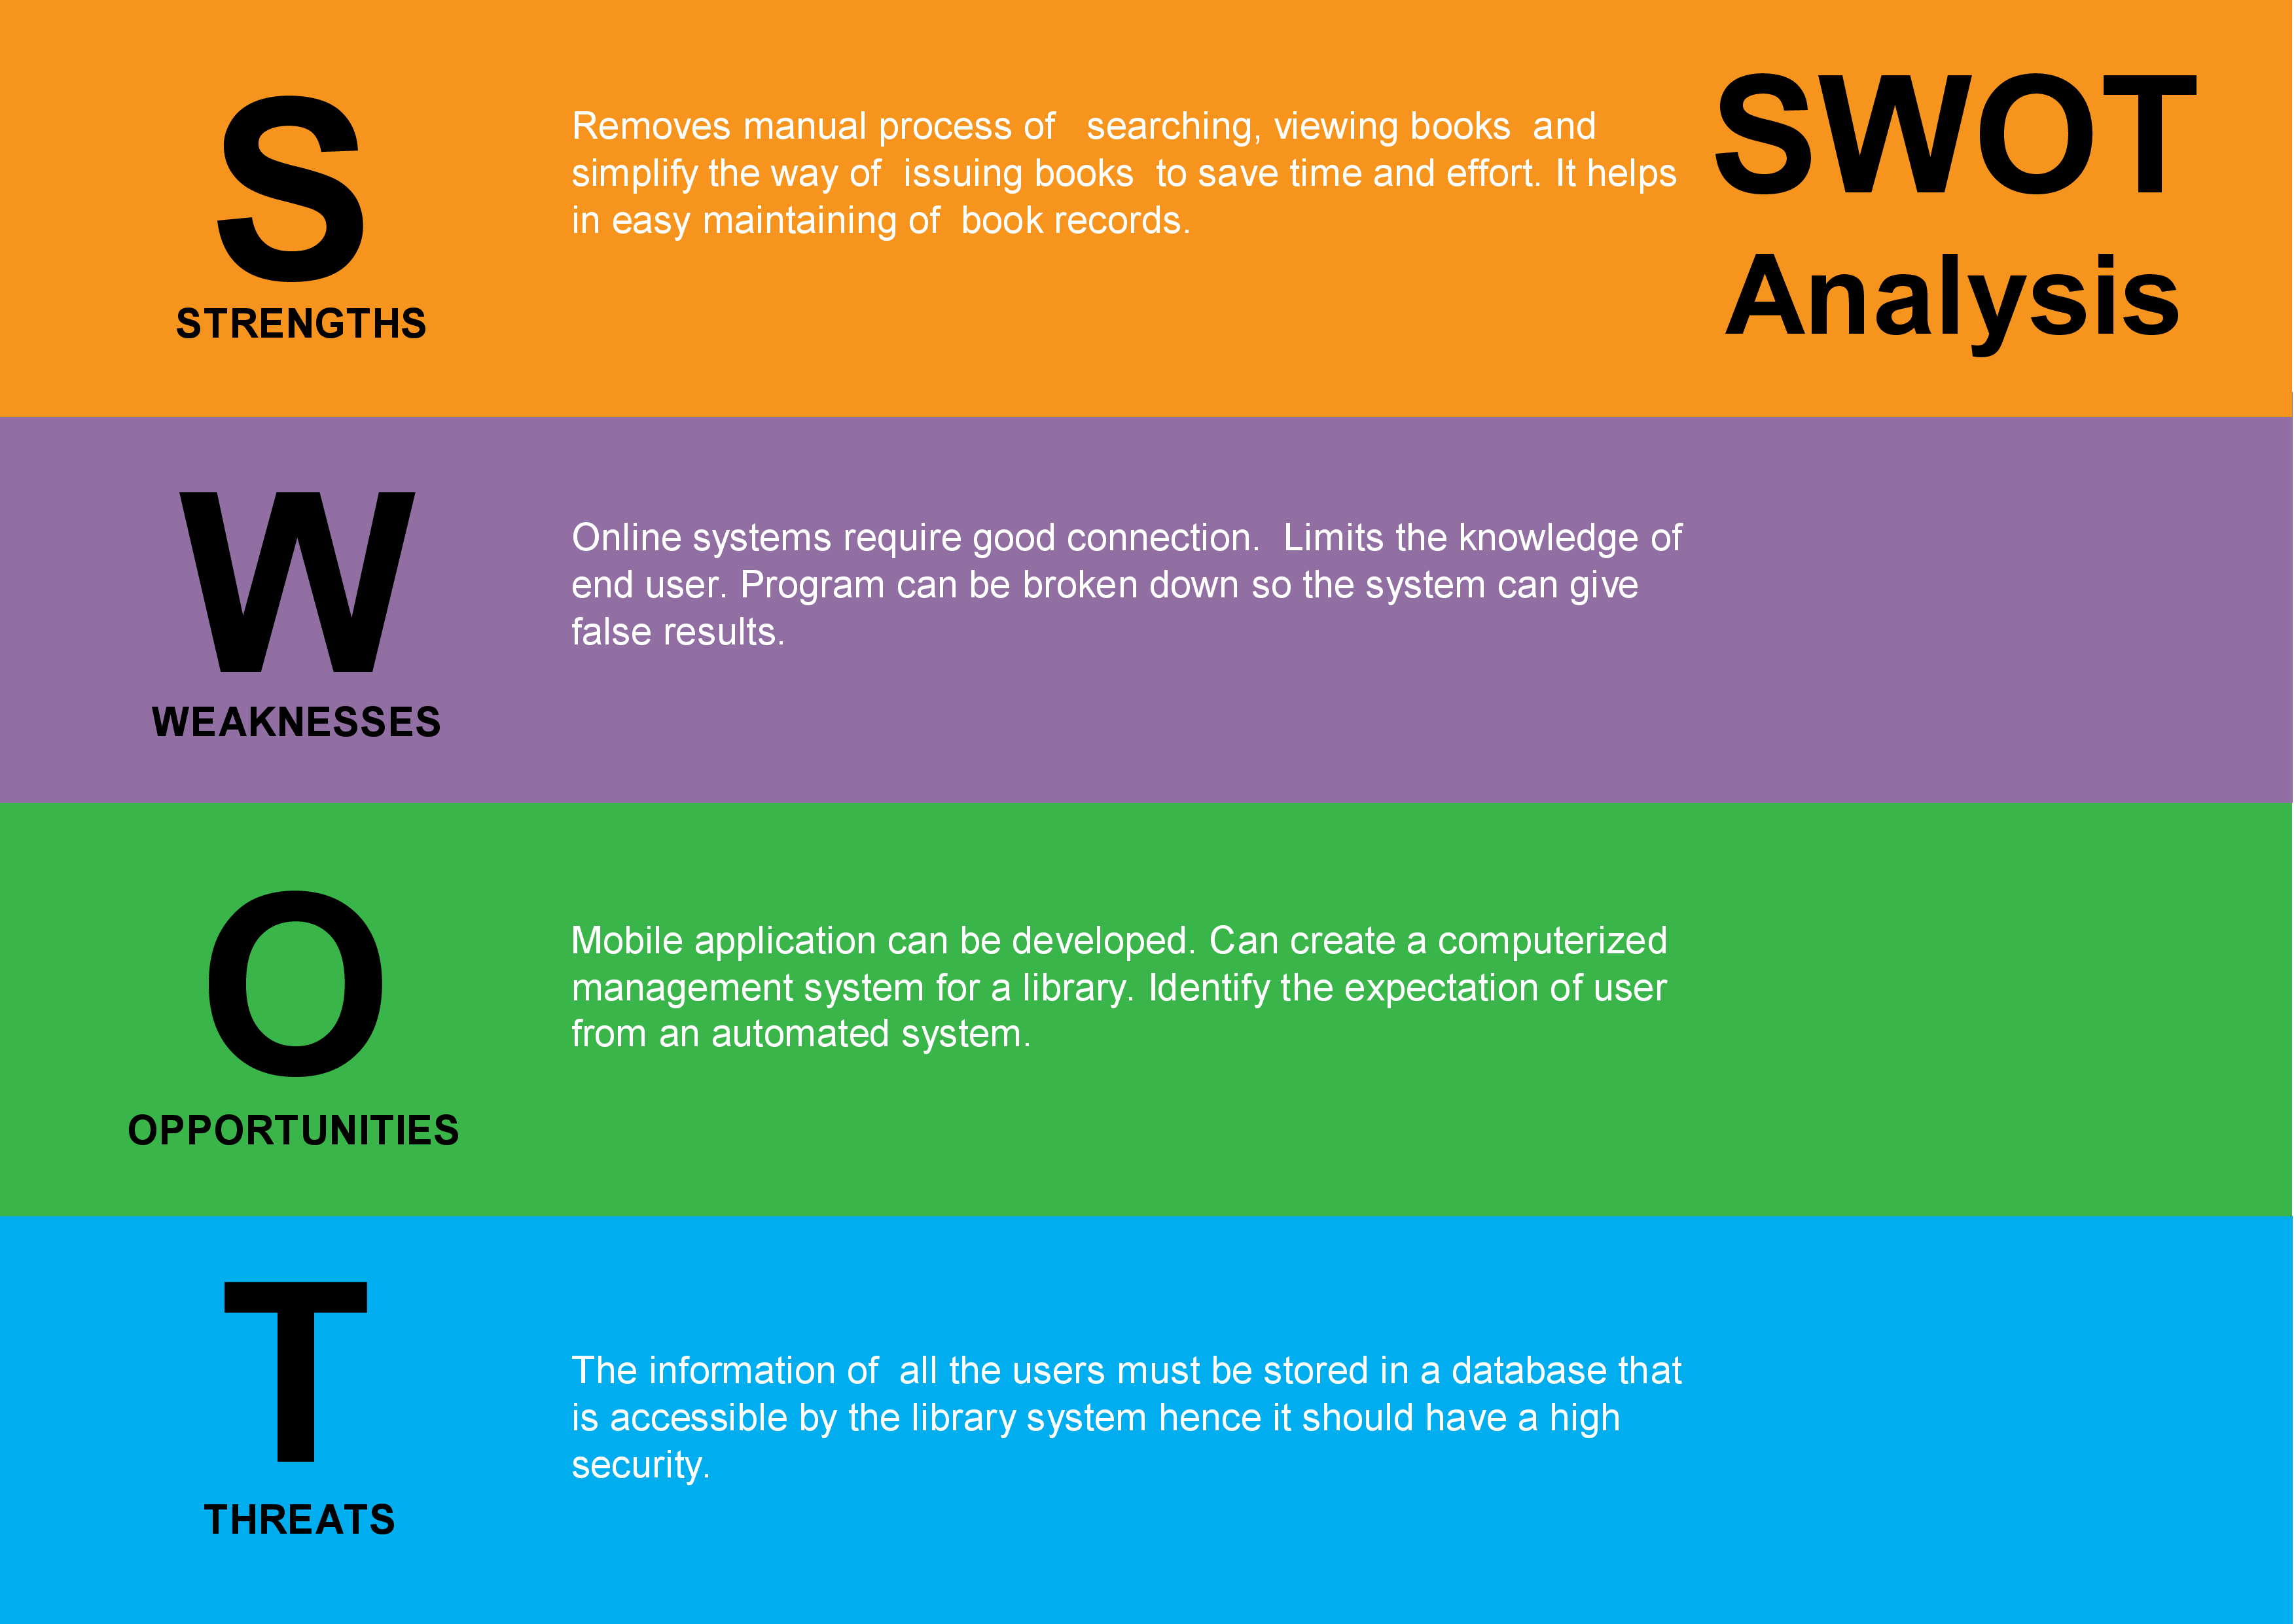 SWOT
Analysis
S
STRENGTHS
Removes manual process of   searching, viewing books  and
simplify the way of  issuing books  to save time and effort. It helps
in easy maintaining of  book records.
W
WEAKNESSES
Online systems require good connection.  Limits the knowledge of
end user. Program can be broken down so the system can give
false results.
O
OPPORTUNITIES
Mobile application can be developed. Can create a computerized
management system for a library. Identify the expectation of user
from an automated system.
T
THREATS
The information of  all the users must be stored in a database that
is accessible by the library system hence it should have a high
security.